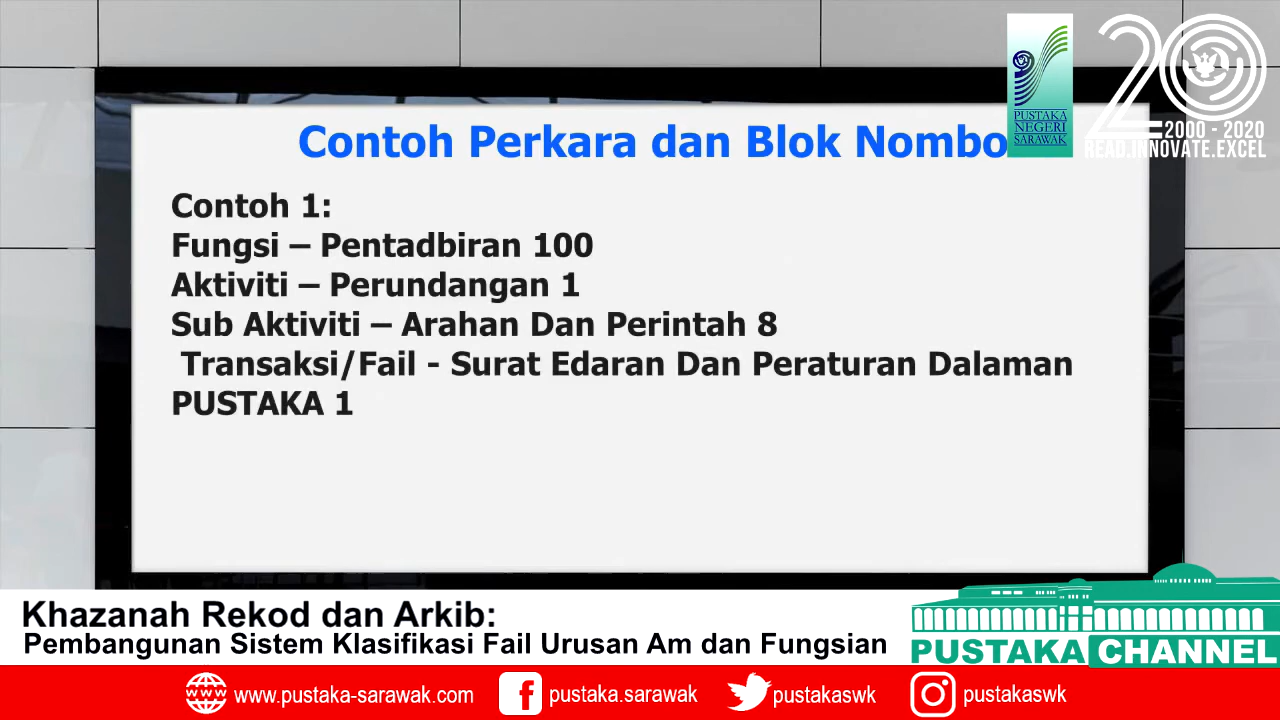 Contoh Perkara dan Blok Nombo
PUSTAKA
NEGERI
SARAWAK
20
2000 - 2020
READ.INNOVATE.EXCEL
Contoh 1:
Fungsi – Pentadbiran 100
Aktiviti – Perundangan 1
Sub Aktiviti – Arahan Dan Perintah 8
Transaksi/Fail - Surat Edaran Dan Peraturan Dalaman
PUSTAKA 1
Khazanah Rekod dan Arkib:
Pembangunan Sistem Klasifikasi Fail Urusan Am dan Fungsian
PUSTAKA CHANNEL
www.pustaka-sarawak.com
pustaka.sarawak
pustakaswk
pustakaswk